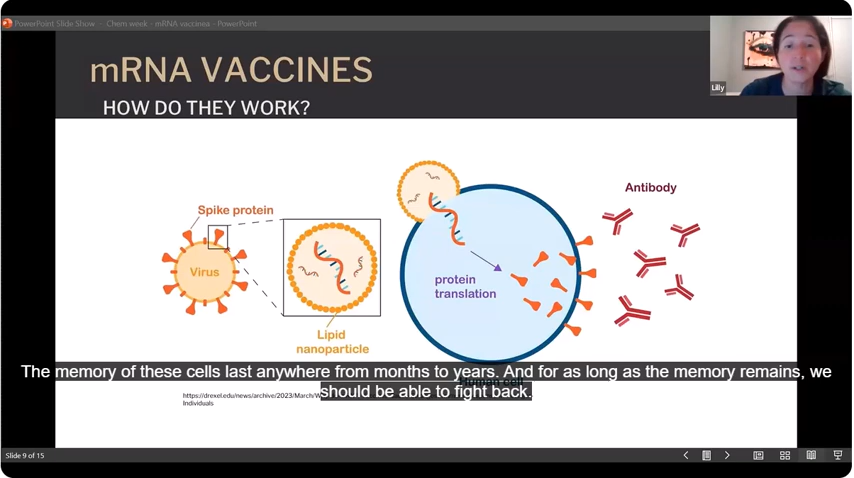 PowerPoint Slide Show - Chem week - mRNA vaccinea - PowerPoint
mRNA VACCINES
HOW DO THEY WORK?
Lilly
Antibody
Spike protein
Virus
protein
translation
Lipid
nanoparticle
Human cell
The memory of these cells last anywhere from months to years. And for as long as the memory remains, we
should be able to fight back.
https://drexel.edu/news/archive/2023/March/W
Individuals
Slide 9 of 15